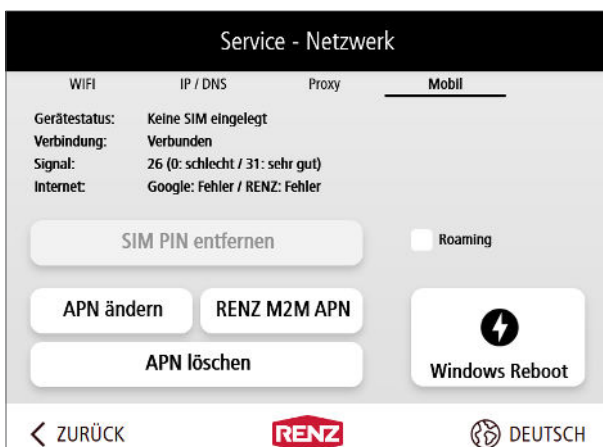 Service - Netzwerk
WIFI IP / DNS Proxy Mobil
Gerätestatus: Keine SIM eingelegt
Verbindung: Verbunden
Signal: 26 (0: schlecht / 31: sehr gut)
Internet: Google: Fehler / RENZ: Fehler
SIM PIN entfernen Roaming
APN ändern RENZ M2M APN
APN löschen Windows Reboot
ZURÜCK RENZ DEUTSCH